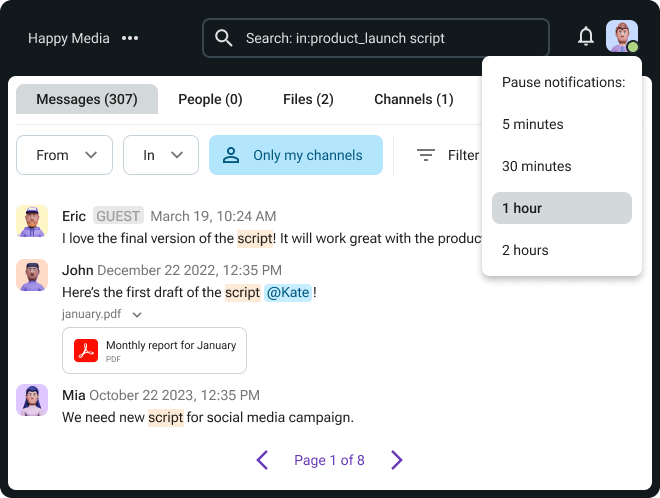 Happy Media
Search: in:product_launch script
Pause notifications:
5 minutes
30 minutes
1 hour
2 hours
Messages (307) People (0) Files (2) Channels (1)
From In Only my channels Filter
Eric GUEST March 19, 10:24 AM
I love the final version of the script! It will work great with the product
John December 22 2022, 12:35 PM
Here’s the first draft of the script @Kate !
january.pdf
Monthly report for January
PDF
Mia October 22 2023, 12:35 PM
We need new script for social media campaign.
Page 1 of 8